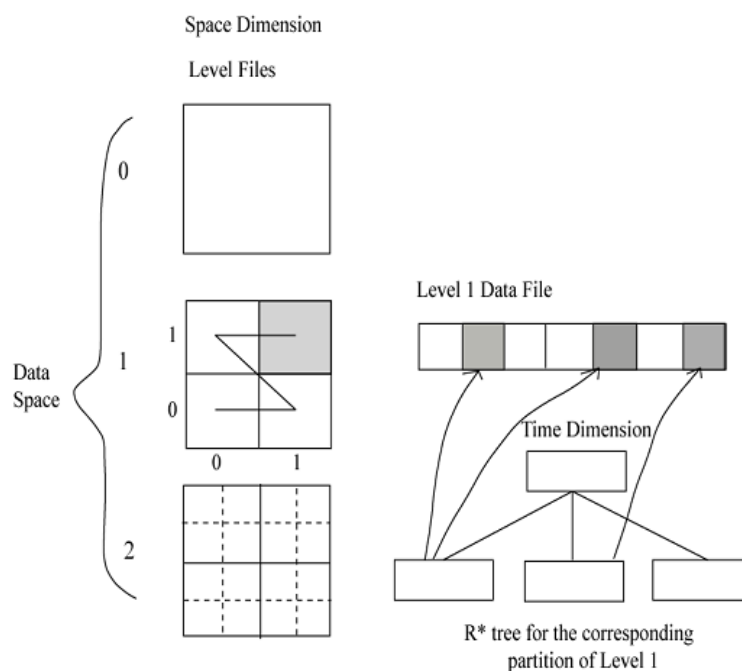 Space Dimension
Level Files
0
Level 1 Data File
1
1
Data
Space
0
Time Dimension
0 1
2
R* tree for the corresponding
partition of Level 1